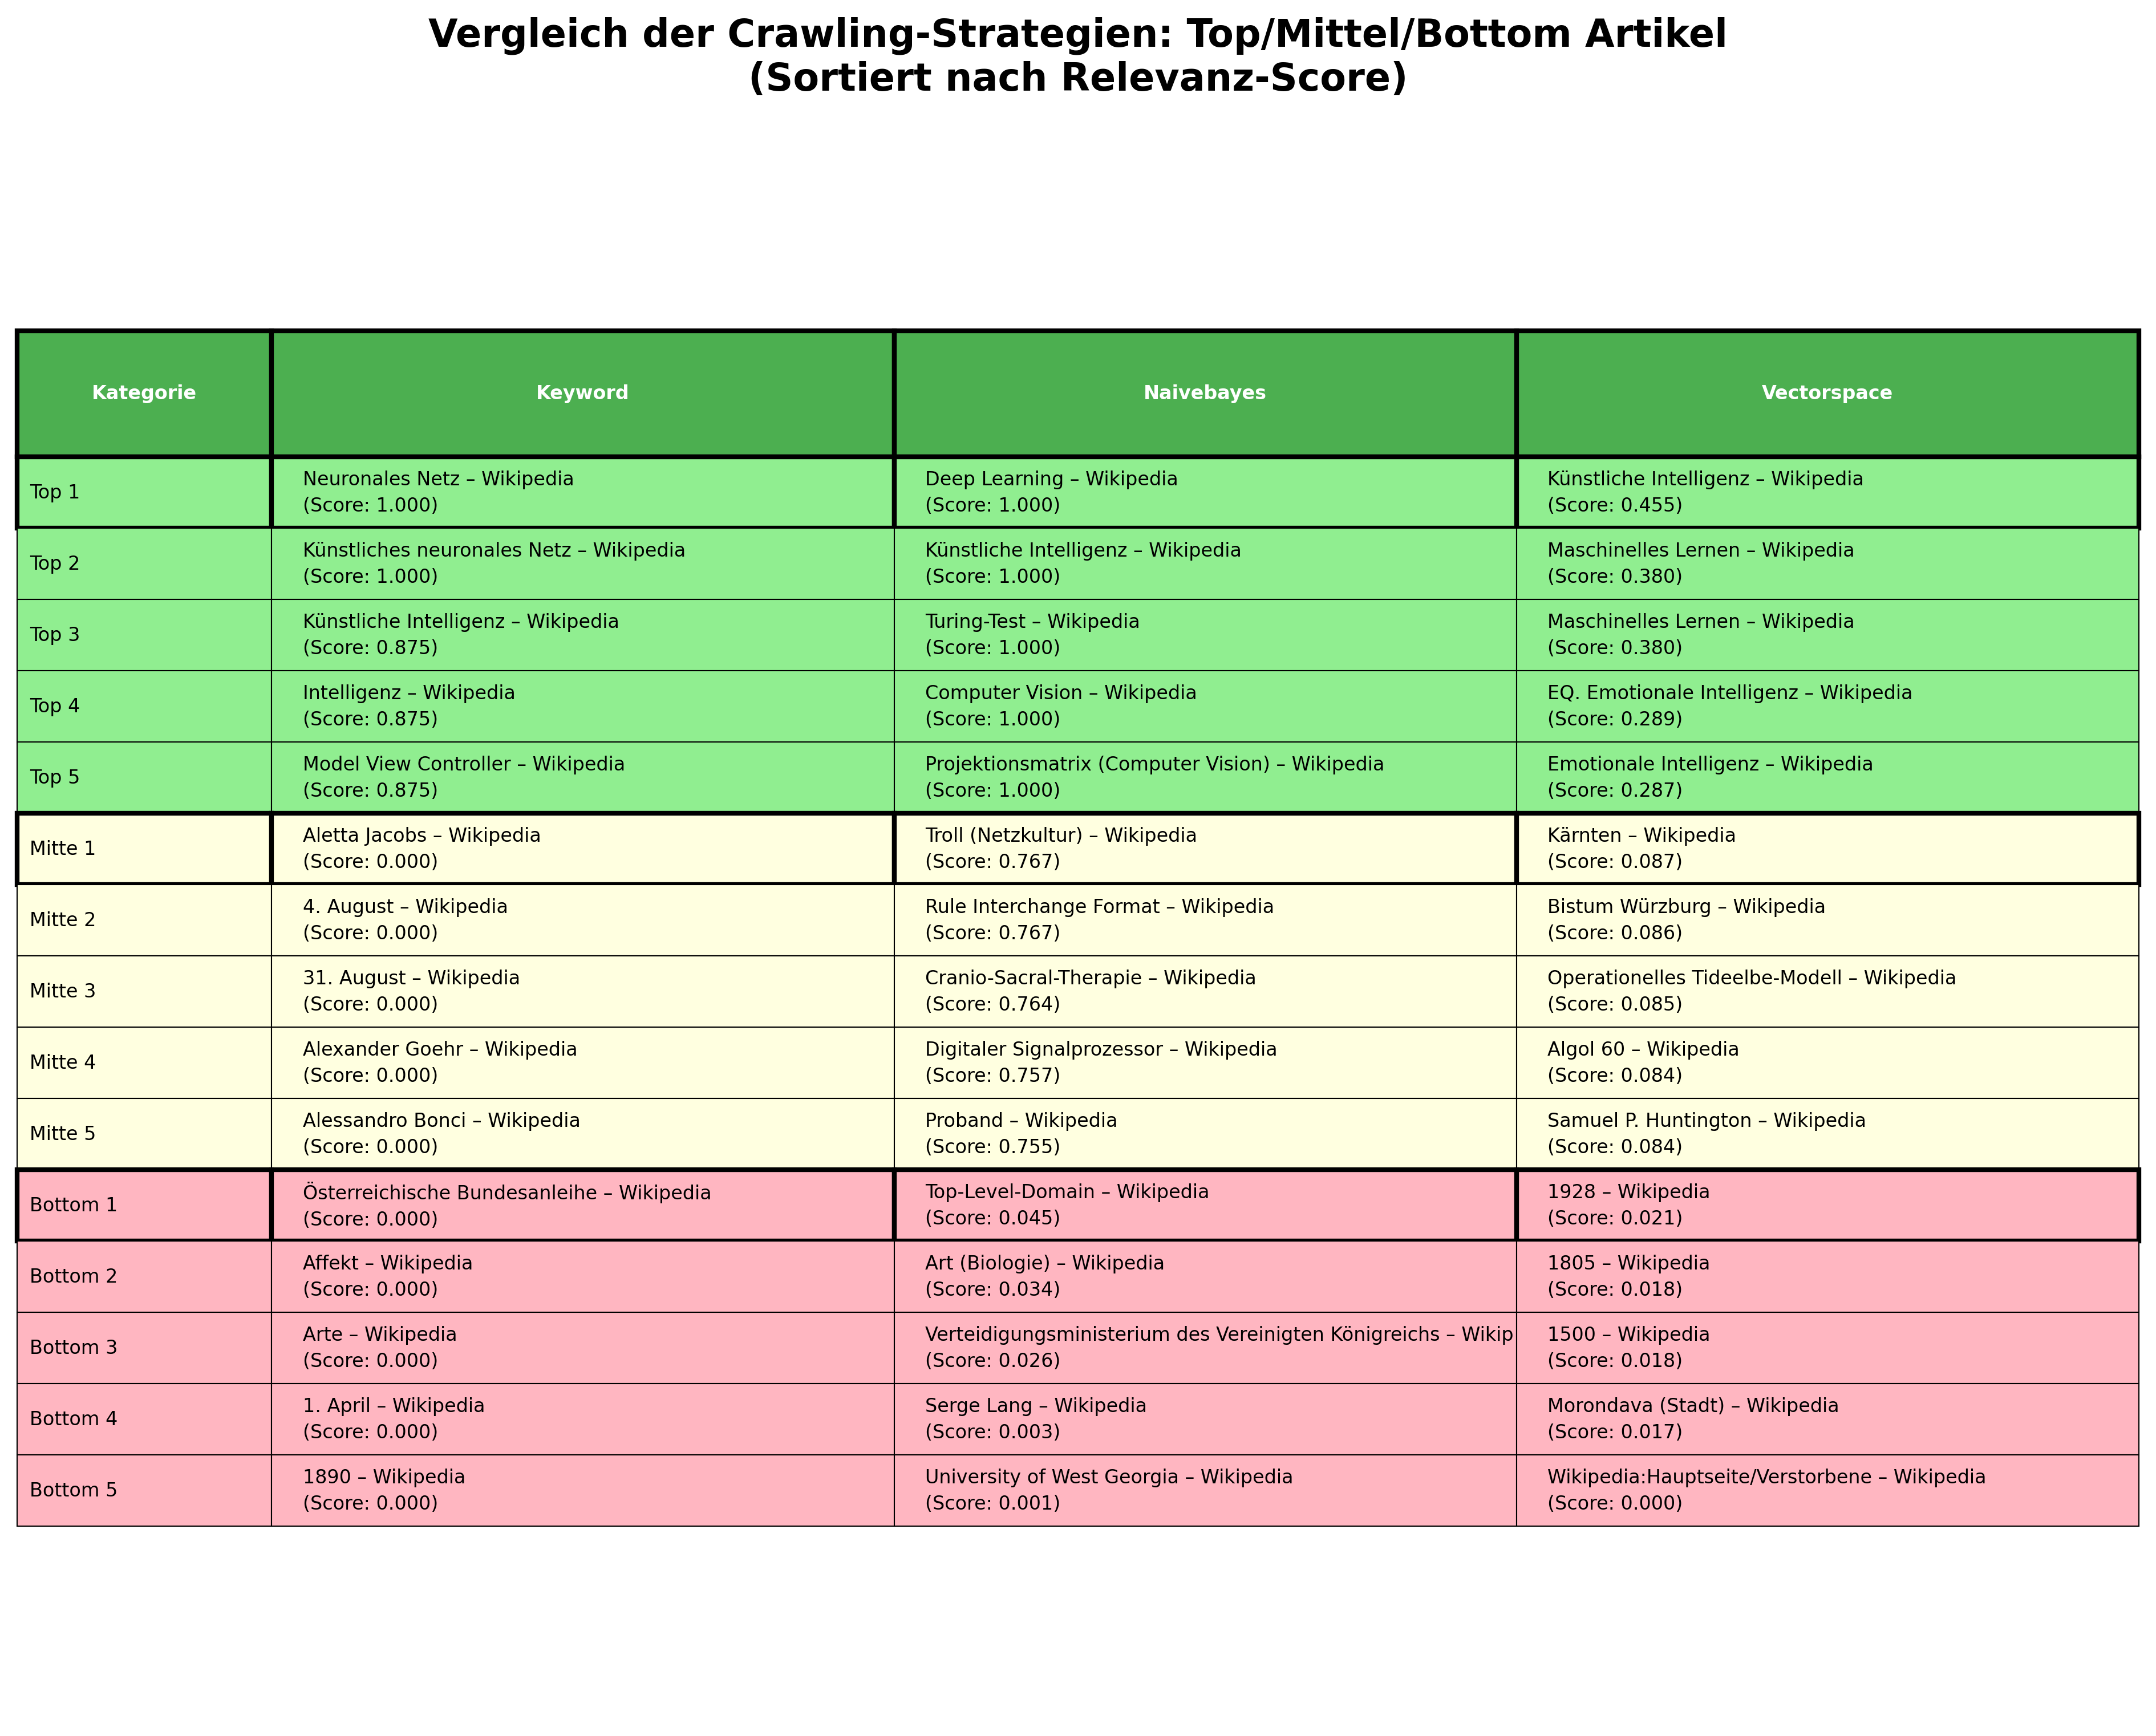 Vergleich der Crawling-Strategien: Top/Mittel/Bottom Artikel
(Sortiert nach Relevanz-Score)
Kategorie Keyword Naivebayes Vectorspace
Top 1
Neuronales Netz – Wikipedia
(Score: 1.000)
Deep Learning – Wikipedia
(Score: 1.000)
Künstliche Intelligenz – Wikipedia
(Score: 0.455)
Top 2
Künstliches neuronales Netz – Wikipedia
(Score: 1.000)
Künstliche Intelligenz – Wikipedia
(Score: 1.000)
Maschinelles Lernen – Wikipedia
(Score: 0.380)
Top 3
Künstliche Intelligenz – Wikipedia
(Score: 0.875)
Turing-Test – Wikipedia
(Score: 1.000)
Maschinelles Lernen – Wikipedia
(Score: 0.380)
Top 4
Intelligenz – Wikipedia
(Score: 0.875)
Computer Vision – Wikipedia
(Score: 1.000)
EQ. Emotionale Intelligenz – Wikipedia
(Score: 0.289)
Top 5
Model View Controller – Wikipedia
(Score: 0.875)
Projektionsmatrix (Computer Vision) – Wikipedia
(Score: 1.000)
Emotionale Intelligenz – Wikipedia
(Score: 0.287)
Mitte 1
Aletta Jacobs – Wikipedia
(Score: 0.000)
Troll (Netzkultur) – Wikipedia
(Score: 0.767)
Kärnten – Wikipedia
(Score: 0.087)
Mitte 2
4. August – Wikipedia
(Score: 0.000)
Rule Interchange Format – Wikipedia
(Score: 0.767)
Bistum Würzburg – Wikipedia
(Score: 0.086)
Mitte 3
31. August – Wikipedia
(Score: 0.000)
Cranio-Sacral-Therapie – Wikipedia
(Score: 0.764)
Operationelles Tideelbe-Modell – Wikipedia
(Score: 0.085)
Mitte 4
Alexander Goehr – Wikipedia
(Score: 0.000)
Digitaler Signalprozessor – Wikipedia
(Score: 0.757)
Algol 60 – Wikipedia
(Score: 0.084)
Mitte 5
Alessandro Bonci – Wikipedia
(Score: 0.000)
Proband – Wikipedia
(Score: 0.755)
Samuel P. Huntington – Wikipedia
(Score: 0.084)
Bottom 1
Österreichische Bundesanleihe – Wikipedia
(Score: 0.000)
Top-Level-Domain – Wikipedia
(Score: 0.045)
1928 – Wikipedia
(Score: 0.021)
Bottom 2
Affekt – Wikipedia
(Score: 0.000)
Art (Biologie) – Wikipedia
(Score: 0.034)
1805 – Wikipedia
(Score: 0.018)
Bottom 3
Arte – Wikipedia
(Score: 0.000)
Verteidigungsministerium des Vereinigten Königreichs – Wikip
(Score: 0.026)
1500 – Wikipedia
(Score: 0.018)
Bottom 4
1. April – Wikipedia
(Score: 0.000)
Serge Lang – Wikipedia
(Score: 0.003)
Morondava (Stadt) – Wikipedia
(Score: 0.017)
Bottom 5
1890 – Wikipedia
(Score: 0.000)
University of West Georgia – Wikipedia
(Score: 0.001)
Wikipedia:Hauptseite/Verstorbene – Wikipedia
(Score: 0.000)